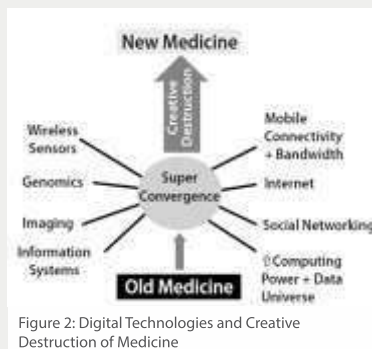 New Medicine
Creative
Destruction
Wireless
Sensors
Genomics
Imaging
Information
Systems
Super
Convergence
Mobile
Connectivity
+ Bandwidth
Internet
Social Networking
⇧Computing
Power + Data
Universe
Old Medicine
Figure 2: Digital Technologies and Creative
Destruction of Medicine